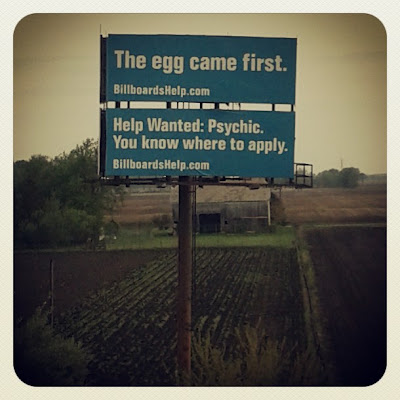 The egg came first.
BillboardsHelp.com
Help Wanted: Psychic.
You know where to apply.
BillboardsHelp.com